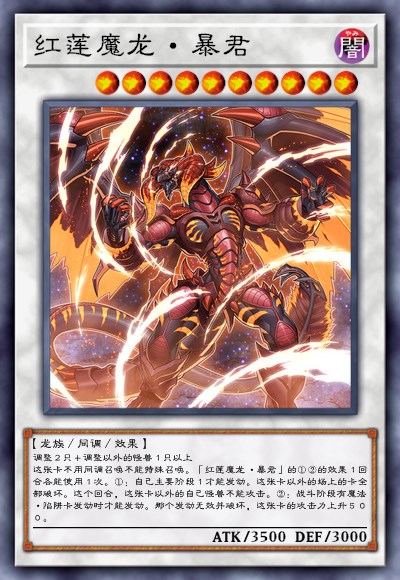 红莲魔龙・暴君
やみ
闇
【龙族／同调／效果】
调整２只＋调整以外的怪兽１只以上
这张卡不用同调召唤不能特殊召唤。「红莲魔龙・暴君」的①②的效果１回
合各能使用１次。①：自己主要阶段１才能发动。这张卡以外的场上的卡全
部破坏。这个回合，这张卡以外的自己怪兽不能攻击。②：战斗阶段有魔法
・陷阱卡发动时才能发动。那个发动无效并破坏，这张卡的攻击力上升５０
０。
ATK/3500 DEF/3000